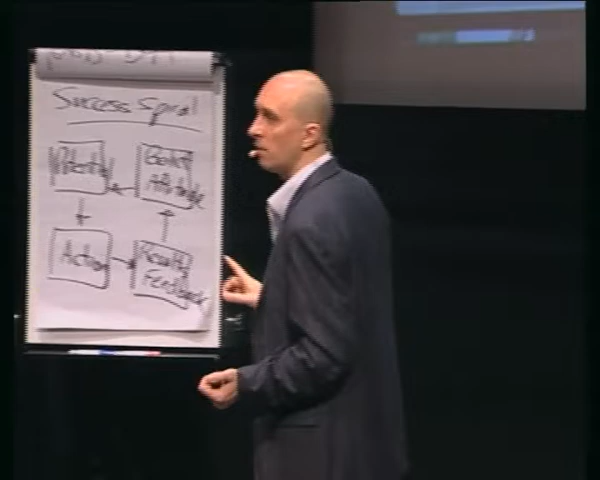 Success Spiral
Potential
Belief
Attitude
Action
Results
Feedback